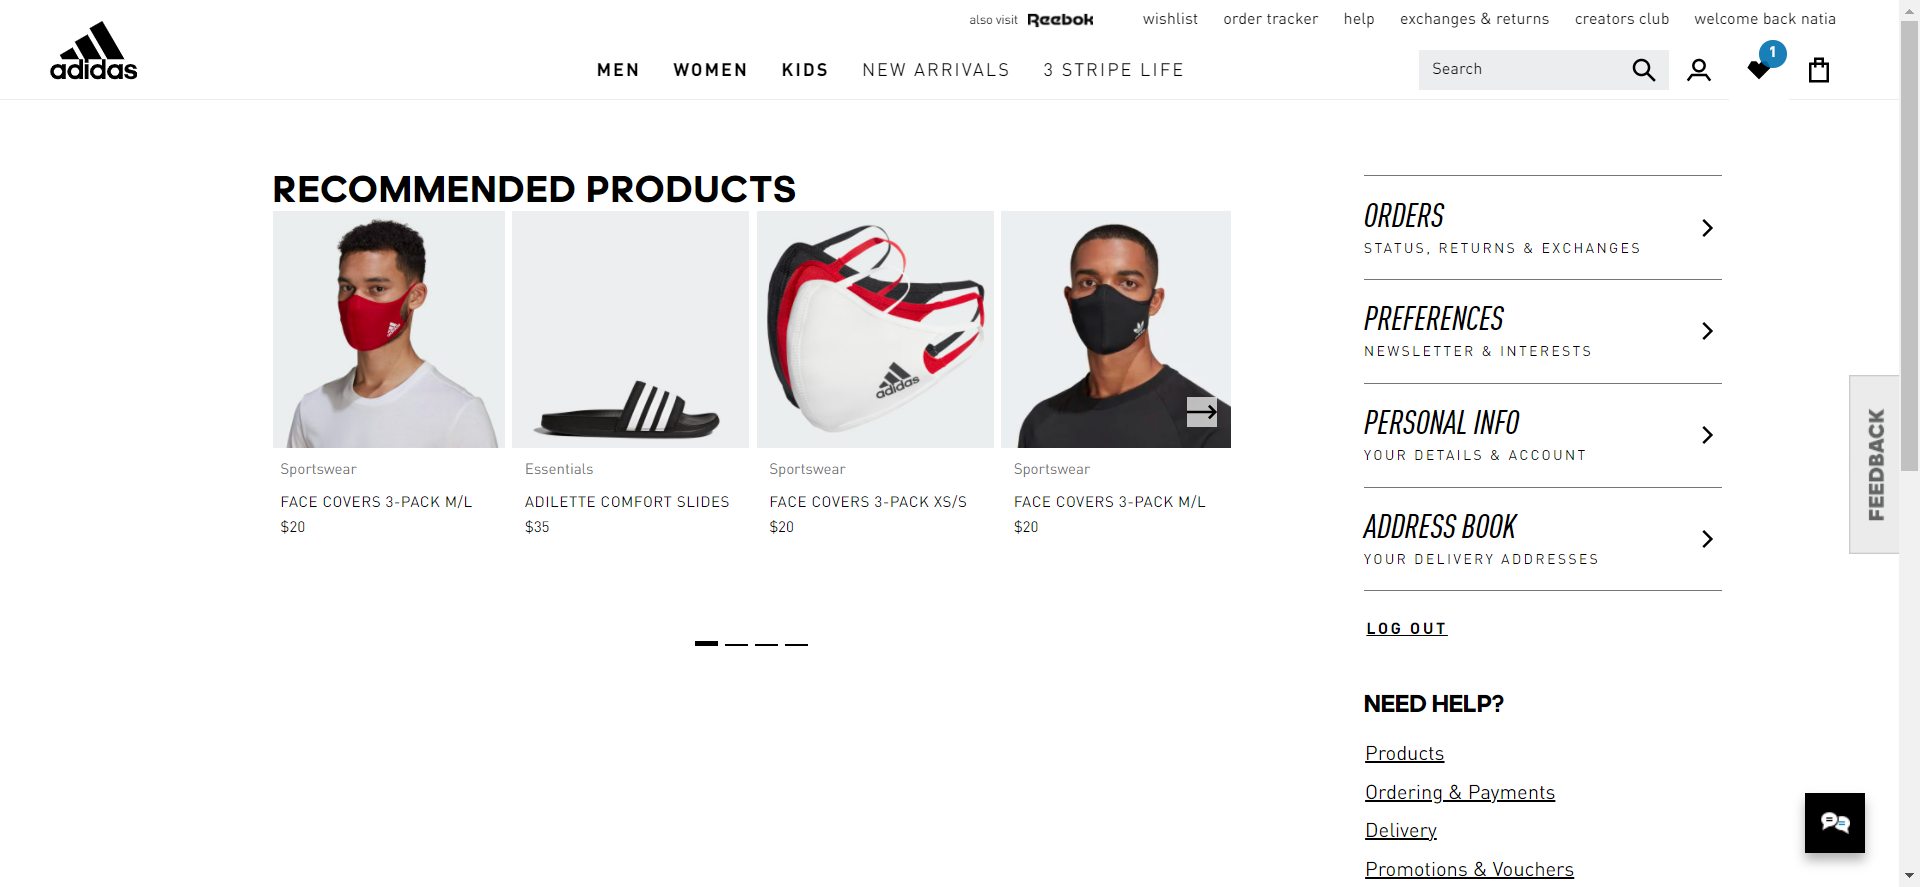 also visit Reebok wishlist order tracker help exchanges & returns creators club welcome back natia
adidas
MEN WOMEN KIDS NEW ARRIVALS 3 STRIPE LIFE
Search
1
RECOMMENDED PRODUCTS
adidas
Sportswear
FACE COVERS 3-PACK M/L
$20
Essentials
ADILETTE COMFORT SLIDES
$35
Sportswear
FACE COVERS 3-PACK XS/S
$20
Sportswear
FACE COVERS 3-PACK M/L
$20
ORDERS
STATUS, RETURNS & EXCHANGES
PREFERENCES
NEWSLETTER & INTERESTS
PERSONAL INFO
YOUR DETAILS & ACCOUNT
ADDRESS BOOK
YOUR DELIVERY ADDRESSES
LOG OUT
NEED HELP?
Products
Ordering & Payments
Delivery
Promotions & Vouchers
FEEDBACK